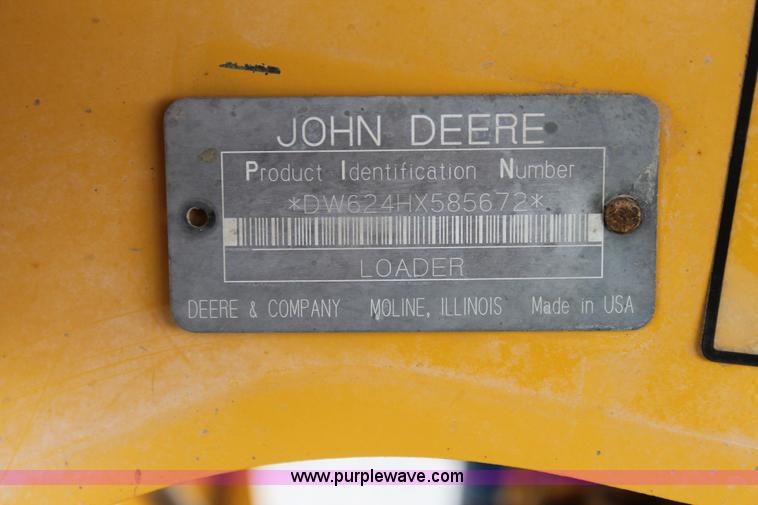 JOHN DEERE
Product Identification Number
*DW624HX585672*
LOADER
DEERE & COMPANY MOLINE, ILLINOIS Made in USA
www.purplewave.com